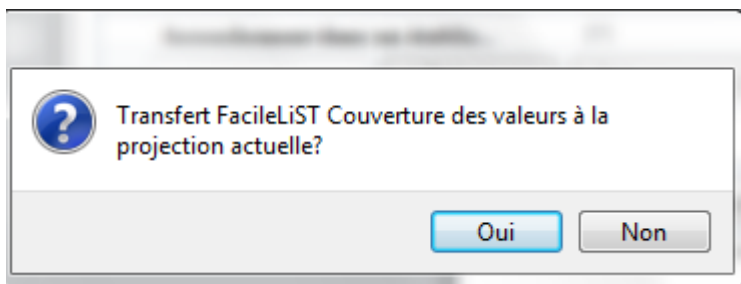 Transfert FacileLiST Couverture des valeurs à la
projection actuelle?
Oui Non